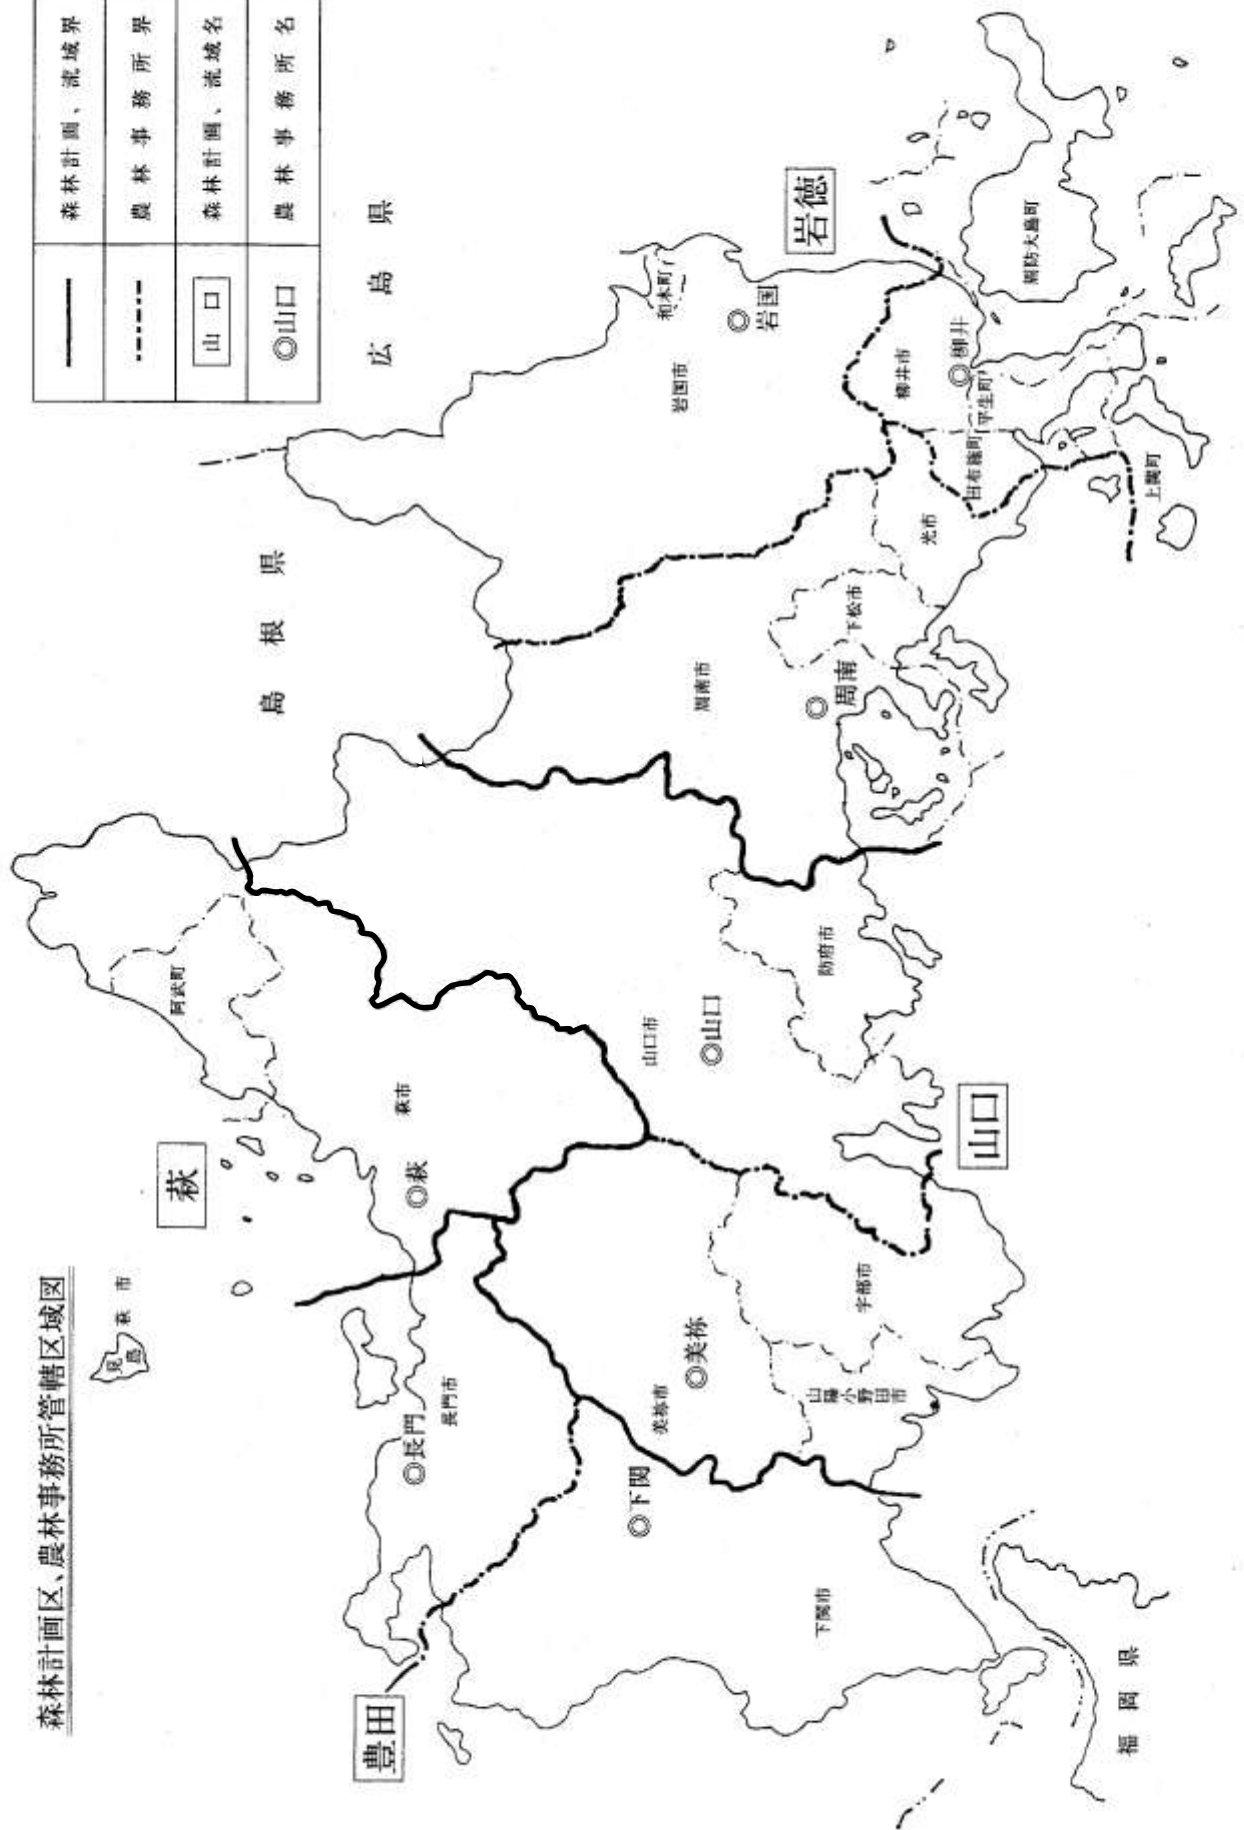 森林計画区、農林事務所管轄区域図
森林計画、流域界
農林事務所界
山口
森林計画、流域名
◎山口
農林事務所名
見島
萩市
萩
阿武町
萩市
◎萩
島根県
広島県
豊田
◎長門
長門市
◎下関
下関市
美祢市
◎美祢
山陽小野田市
宇部市
山口市
◎山口
山口
防府市
周南市
◎周南
下松市
光市
岩国市
和木町
◎岩国
岩徳
柳井市
◎柳井
平生町
田布施町
上関町
周防大島町
福岡県